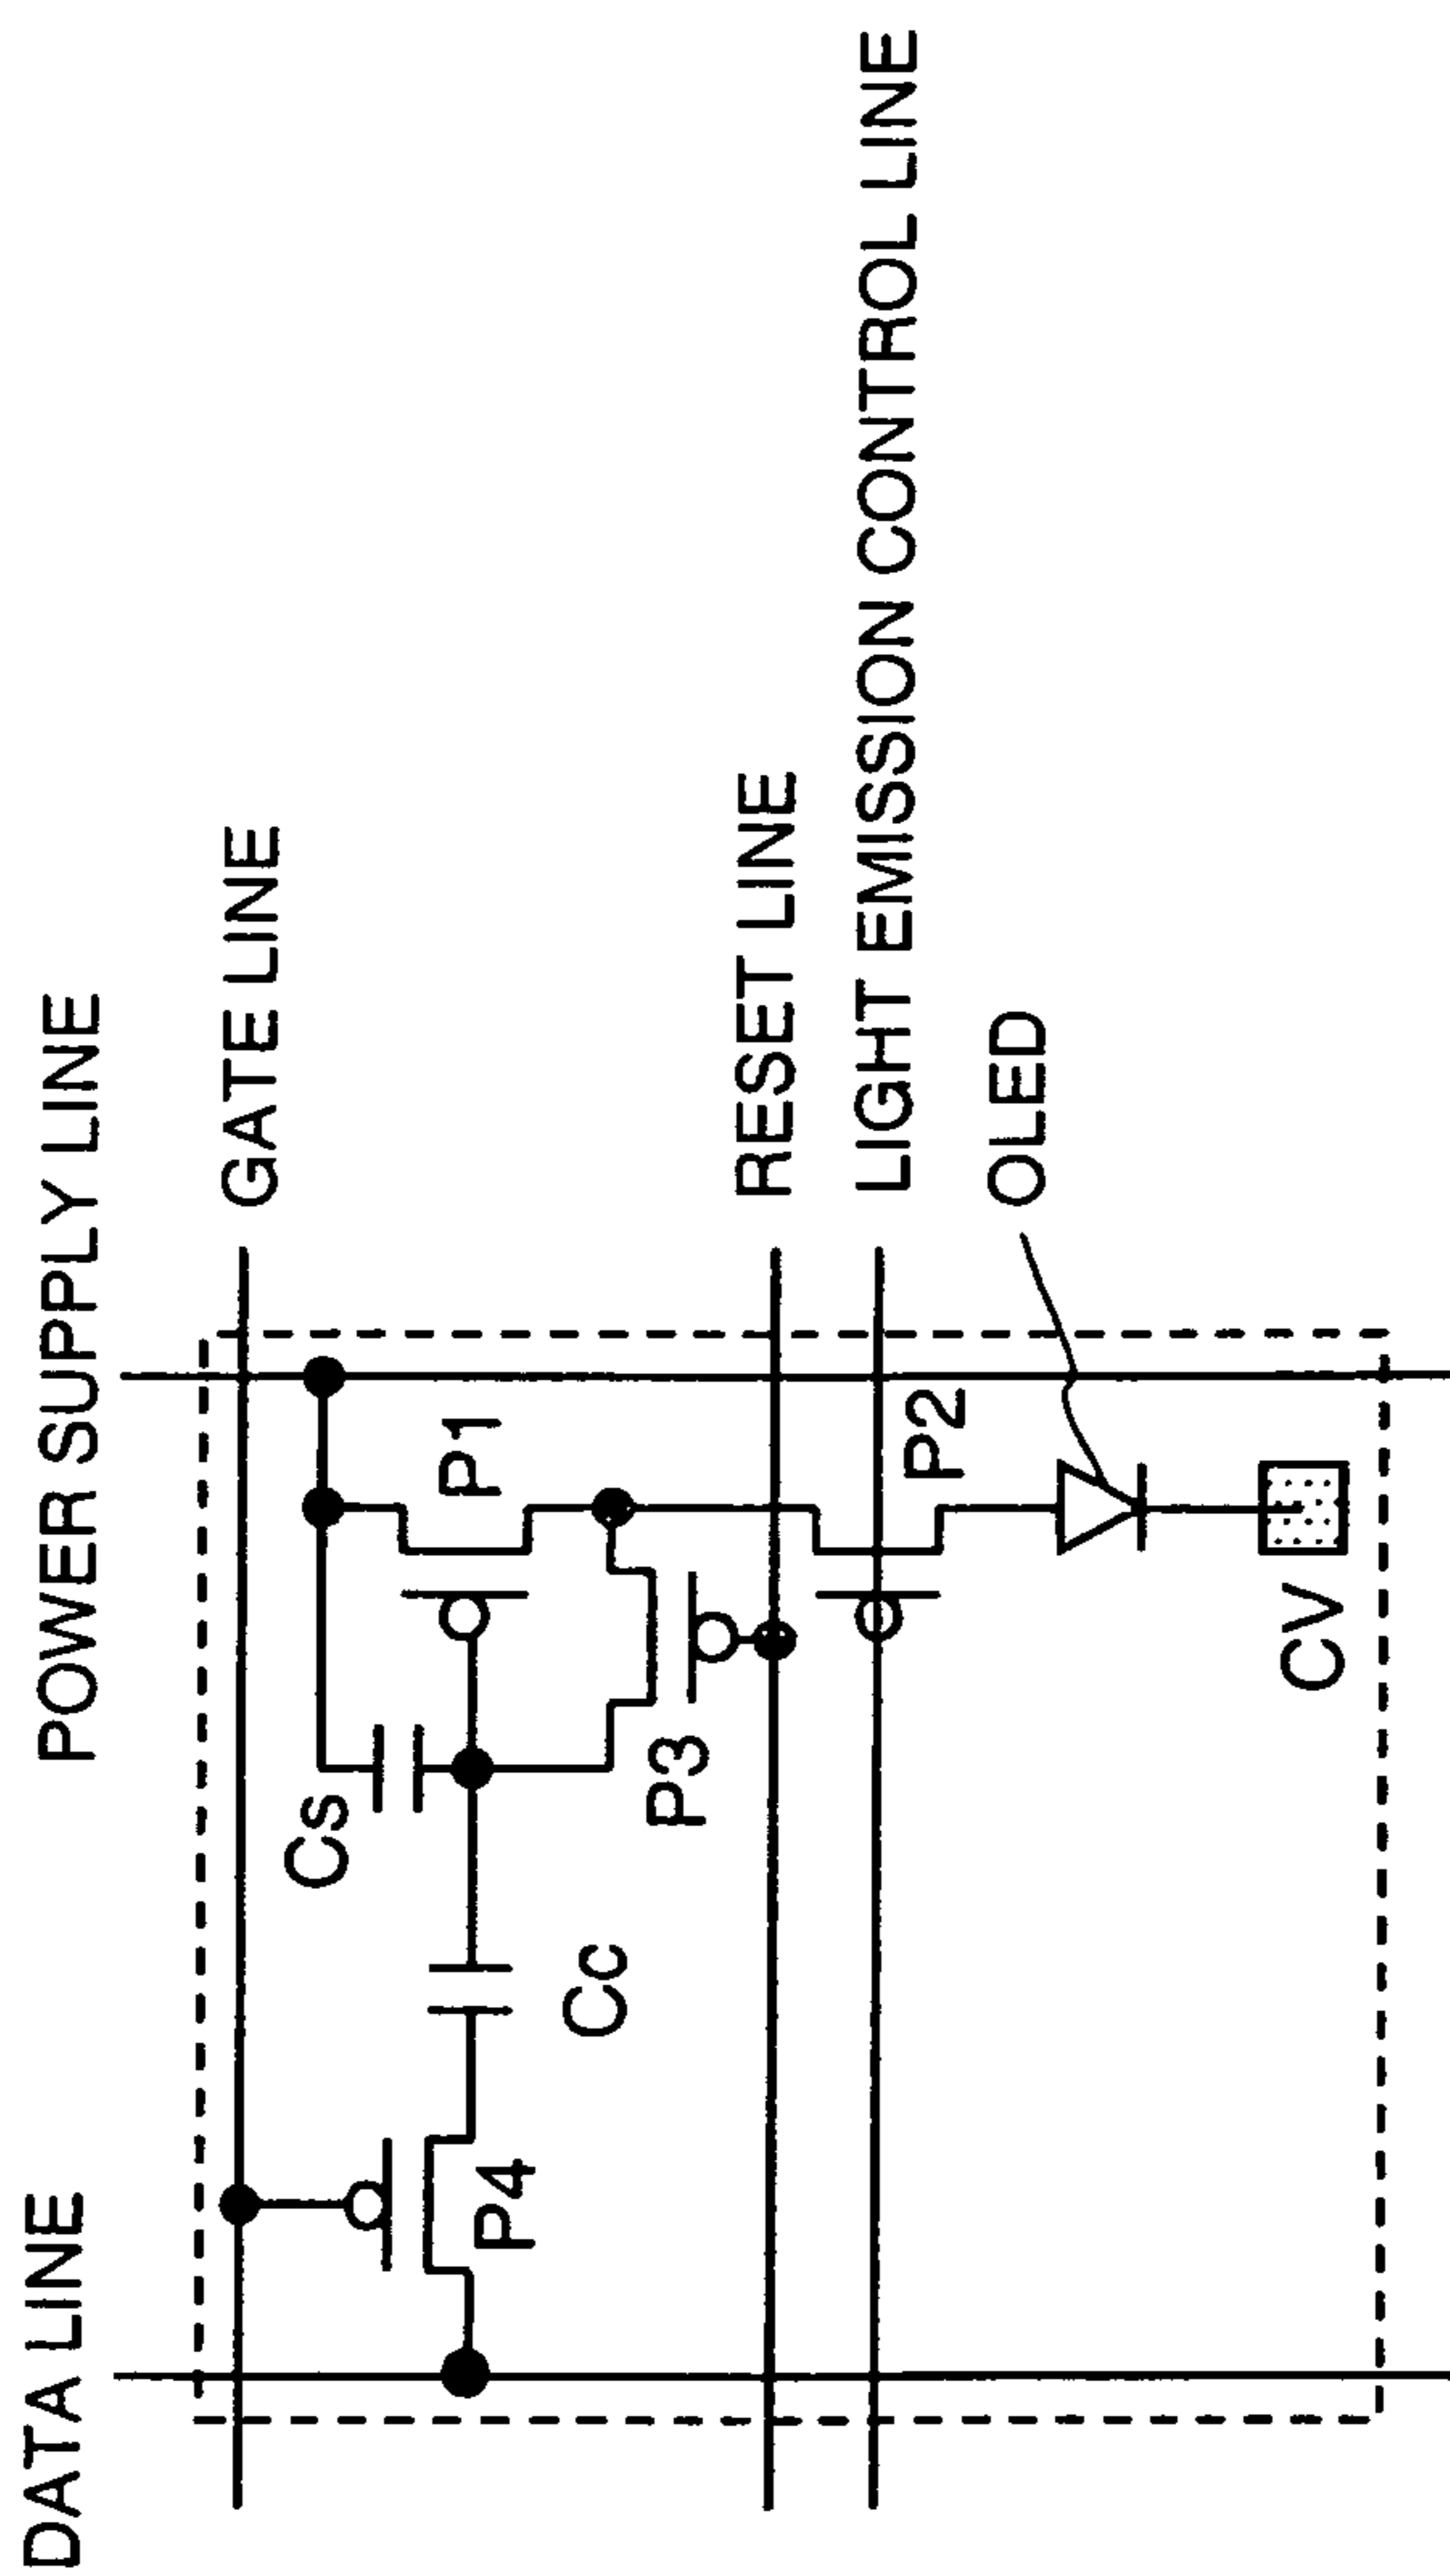 DATA LINE
POWER SUPPLY LINE
GATE LINE
Cs
P1
P4
Cc
P3
RESET LINE
LIGHT EMISSION CONTROL LINE
P2
OLED
CV